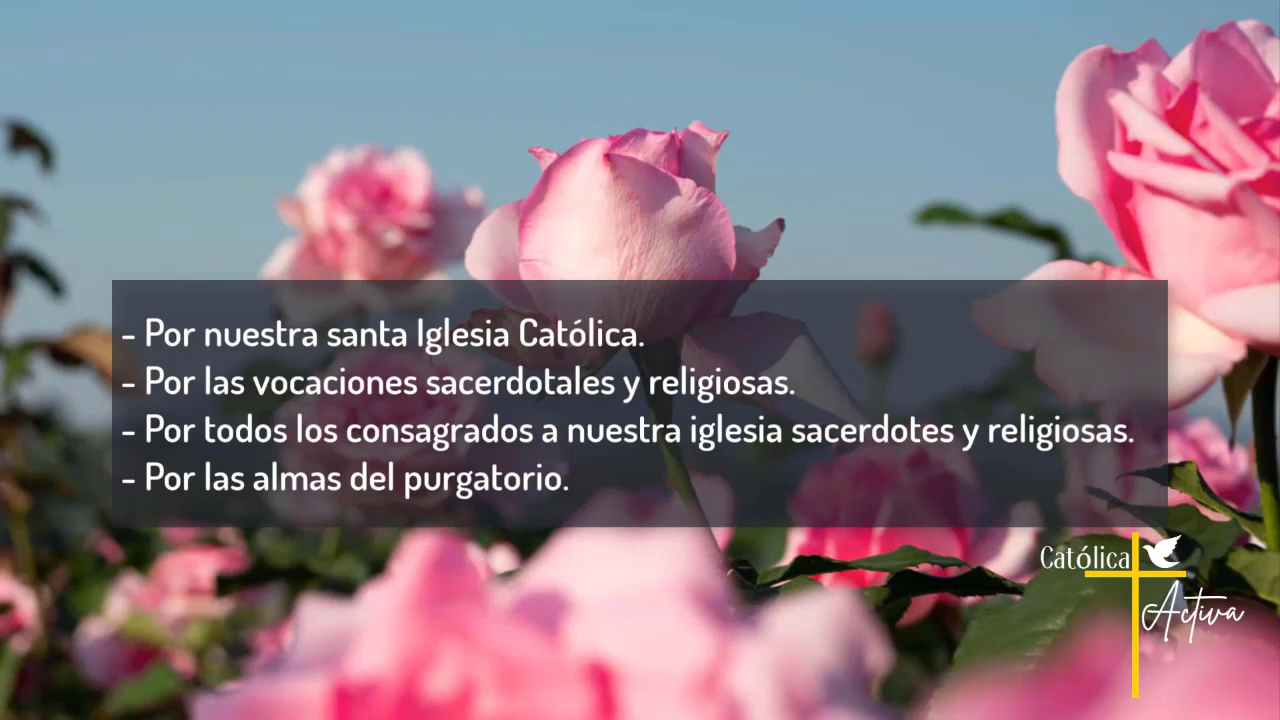 - Por nuestra santa Iglesia Católica.
- Por las vocaciones sacerdotales y religiosas.
- Por todos los consagrados a nuestra iglesia sacerdotes y religiosas.
- Por las almas del purgatorio.
Católica
Activa